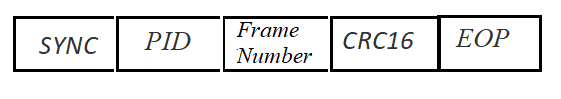 SYNC
PID
Frame
Number
CRC16
EOP